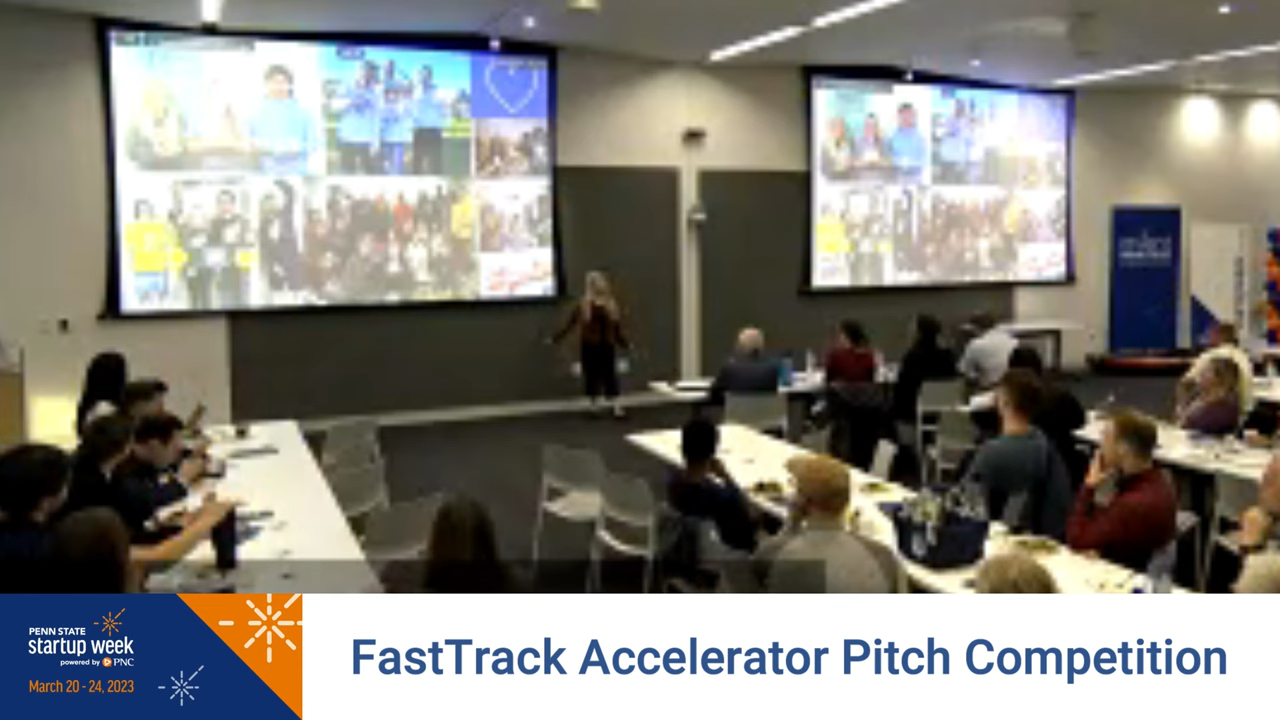 PENN STATE
startup week
powered by PNC
March 20 - 24, 2023
FastTrack Accelerator Pitch Competition